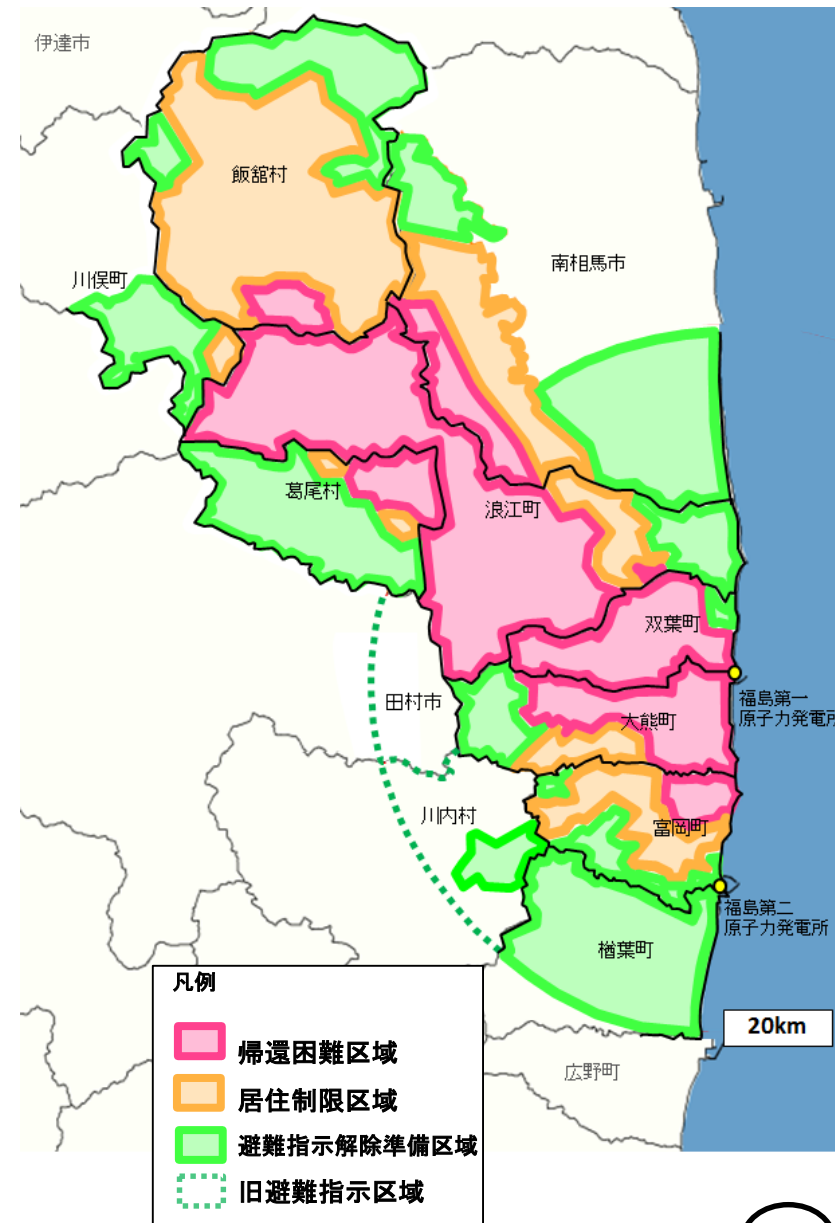 伊達市
飯舘村
南相馬市
川俣町
葛尾村
浪江町
双葉町
田村市
福島第一
原子力発電所
大熊町
川内村
富岡町
福島第二
原子力発電所
楢葉町
20km
広野町
凡例
帰還困難区域
居住制限区域
避難指示解除準備区域
旧避難指示区域